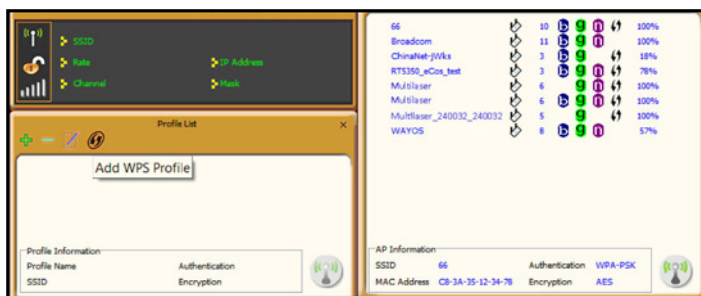 SSID
Rate
IP Address
Channel
Mask
Profile List
×
Add WPS Profile
Profile Information
Profile Name
Authentication
SSID
Encryption
66 10 b g n 100%
Broadcom 11 b g n 100%
ChinaNet-jWks 3 b g 18%
RT5350_eCos_test 3 b g n 78%
Multilaser 6 g n 100%
Multilaser 6 b g n 100%
Multilaser_240032_240032 5 g 100%
WAYOS 8 b g n 57%
AP Information
SSID 66 Authentication WPA-PSK
MAC Address C8-3A-35-12-34-78 Encryption AES